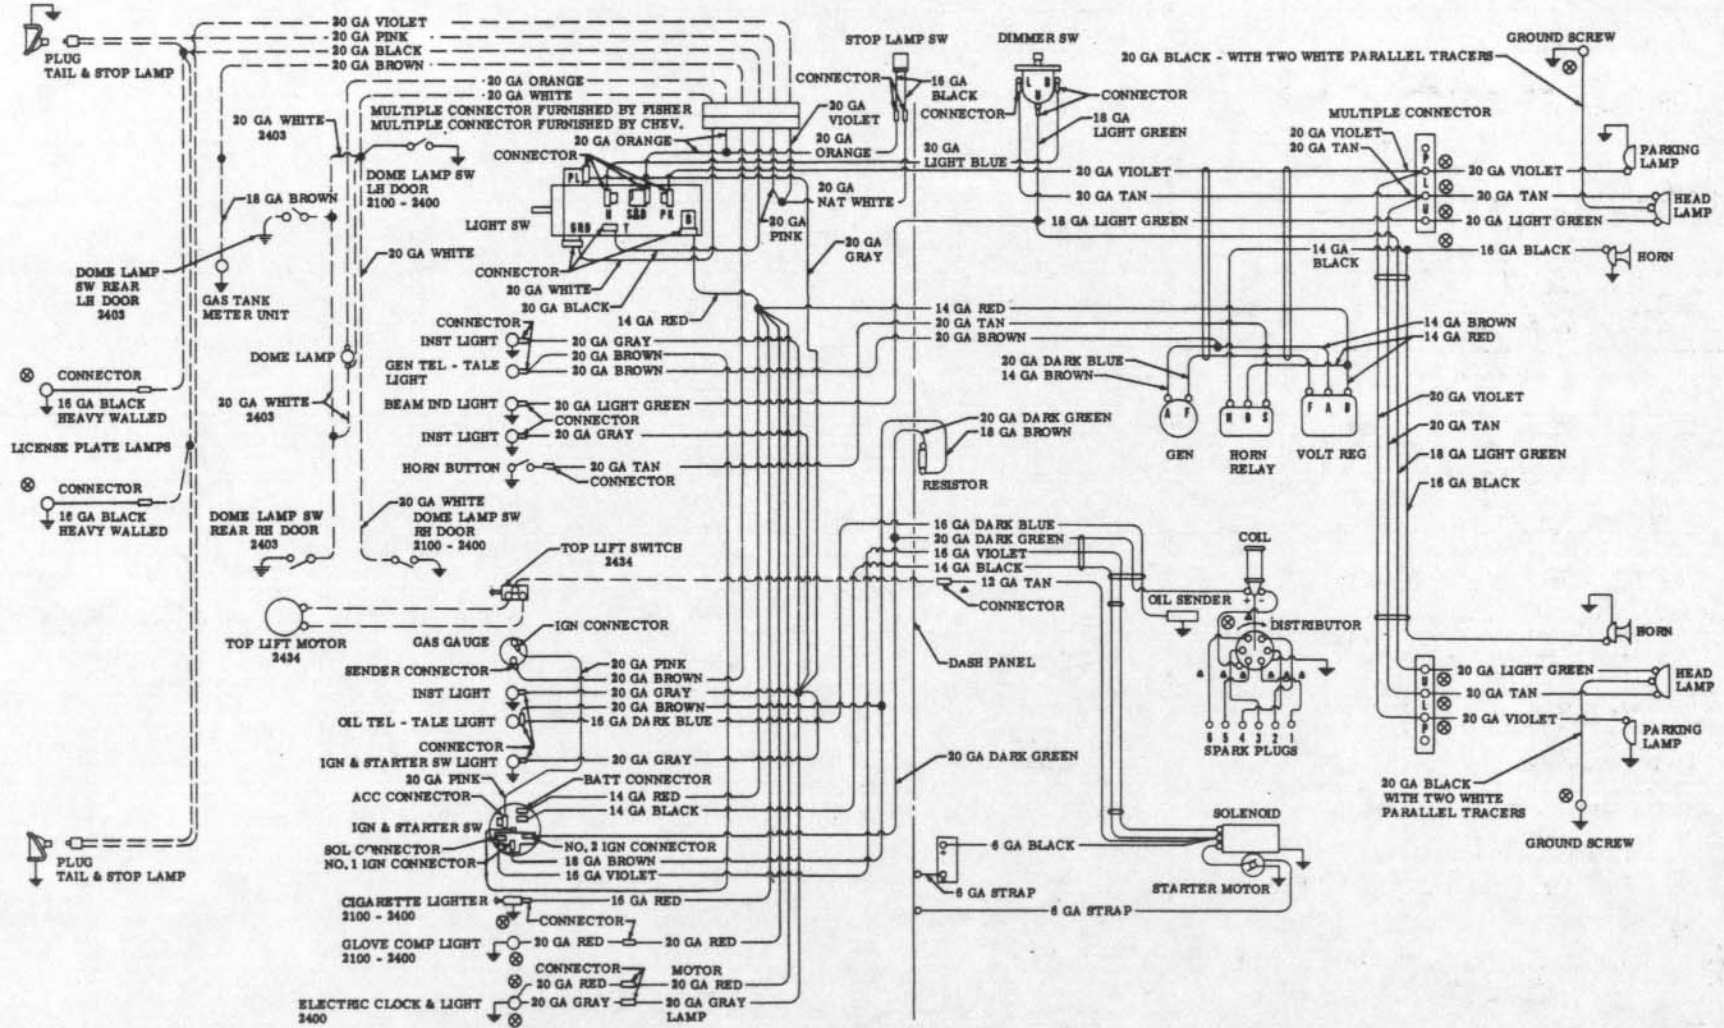 20 GA VIOLET
20 GA PINK
20 GA BLACK
20 GA BROWN
PLUG
TAIL & STOP LAMP
20 GA ORANGE
20 GA WHITE
MULTIPLE CONNECTOR FURNISHED BY FISHER
MULTIPLE CONNECTOR FURNISHED BY CHEV.
20 GA WHITE
2403
DOME LAMP SW
LH DOOR
2100 - 2400
18 GA BROWN
DOME LAMP
SW REAR
LH DOOR
2403
GAS TANK
METER UNIT
20 GA WHITE
DOME LAMP
CONNECTOR
16 GA BLACK
HEAVY WALLED
20 GA WHITE
2403
LICENSE PLATE LAMPS
CONNECTOR
16 GA BLACK
HEAVY WALLED
DOME LAMP SW
REAR RH DOOR
2403
20 GA WHITE
DOME LAMP SW
RH DOOR
2100 - 2400
TOP LIFT SWITCH
2434
TOP LIFT MOTOR
2434
PLUG
TAIL & STOP LAMP
20 GA ORANGE
CONNECTOR
PL
H
S&B
PK
B
GRD
T
LIGHT SW
CONNECTOR
20 GA WHITE
20 GA BLACK
14 GA RED
20 GA
VIOLET
20 GA
ORANGE
20 GA
NAT WHITE
20 GA
PINK
20 GA
GRAY
STOP LAMP SW
CONNECTOR
16 GA
BLACK
DIMMER SW
L
B
CONNECTOR
CONNECTOR
18 GA
LIGHT GREEN
20 GA
LIGHT BLUE
20 GA VIOLET
20 GA TAN
18 GA LIGHT GREEN
CONNECTOR
INST LIGHT
20 GA GRAY
GEN TEL - TALE
LIGHT
20 GA BROWN
20 GA BROWN
BEAM IND LIGHT
20 GA LIGHT GREEN
CONNECTOR
INST LIGHT
20 GA GRAY
HORN BUTTON
20 GA TAN
CONNECTOR
14 GA RED
20 GA TAN
20 GA BROWN
20 GA DARK GREEN
18 GA BROWN
RESISTOR
20 GA DARK BLUE
14 GA BROWN
A F
GEN
B S
HORN
RELAY
F A B
VOLT REG
14 GA BROWN
14 GA RED
14 GA
BLACK
16 GA BLACK
HORN
20 GA BLACK - WITH TWO WHITE PARALLEL TRACERS
GROUND SCREW
MULTIPLE CONNECTOR
20 GA VIOLET
20 GA TAN
P
L
U
PARKING
LAMP
20 GA VIOLET
20 GA TAN
HEAD
LAMP
20 GA LIGHT GREEN
20 GA VIOLET
20 GA TAN
18 GA LIGHT GREEN
16 GA BLACK
16 GA DARK BLUE
20 GA DARK GREEN
16 GA VIOLET
14 GA BLACK
12 GA TAN
CONNECTOR
COIL
+ -
OIL SENDER
DISTRIBUTOR
DASH PANEL
6 5 4 3 2 1
SPARK PLUGS
GAS GAUGE
IGN CONNECTOR
SENDER CONNECTOR
20 GA PINK
20 GA BROWN
INST LIGHT
20 GA GRAY
20 GA BROWN
OIL TEL - TALE LIGHT
16 GA DARK BLUE
CONNECTOR
IGN & STARTER SW LIGHT
20 GA GRAY
20 GA PINK
BATT CONNECTOR
ACC CONNECTOR
14 GA RED
14 GA BLACK
IGN & STARTER SW
SOL CONNECTOR
NO. 2 IGN CONNECTOR
NO. 1 IGN CONNECTOR
18 GA BROWN
16 GA VIOLET
CIGARETTE LIGHTER
2100 - 2400
16 GA RED
CONNECTOR
GLOVE COMP LIGHT
2100 - 2400
20 GA RED
20 GA RED
CONNECTOR
MOTOR
20 GA RED
20 GA RED
ELECTRIC CLOCK & LIGHT
2400
20 GA GRAY
20 GA GRAY
LAMP
20 GA DARK GREEN
6 GA BLACK
+
-
6 GA STRAP
6 GA STRAP
SOLENOID
STARTER MOTOR
HORN
20 GA LIGHT GREEN
HEAD
LAMP
20 GA TAN
20 GA VIOLET
U
L
P
PARKING
LAMP
20 GA BLACK
WITH TWO WHITE
PARALLEL TRACERS
GROUND SCREW